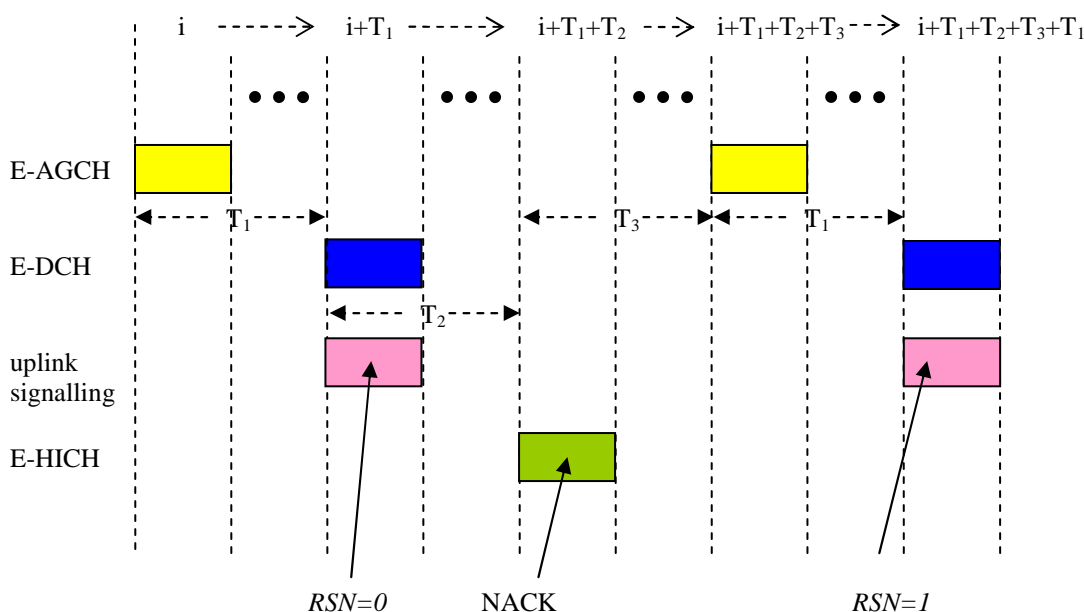 i i+T₁ i+T₁+T₂ i+T₁+T₂+T₃ i+T₁+T₂+T₃+T₁
E-AGCH
T₁ T₃ T₁
E-DCH
T₂
uplink
signalling
E-HICH
RSN=0 NACK RSN=1